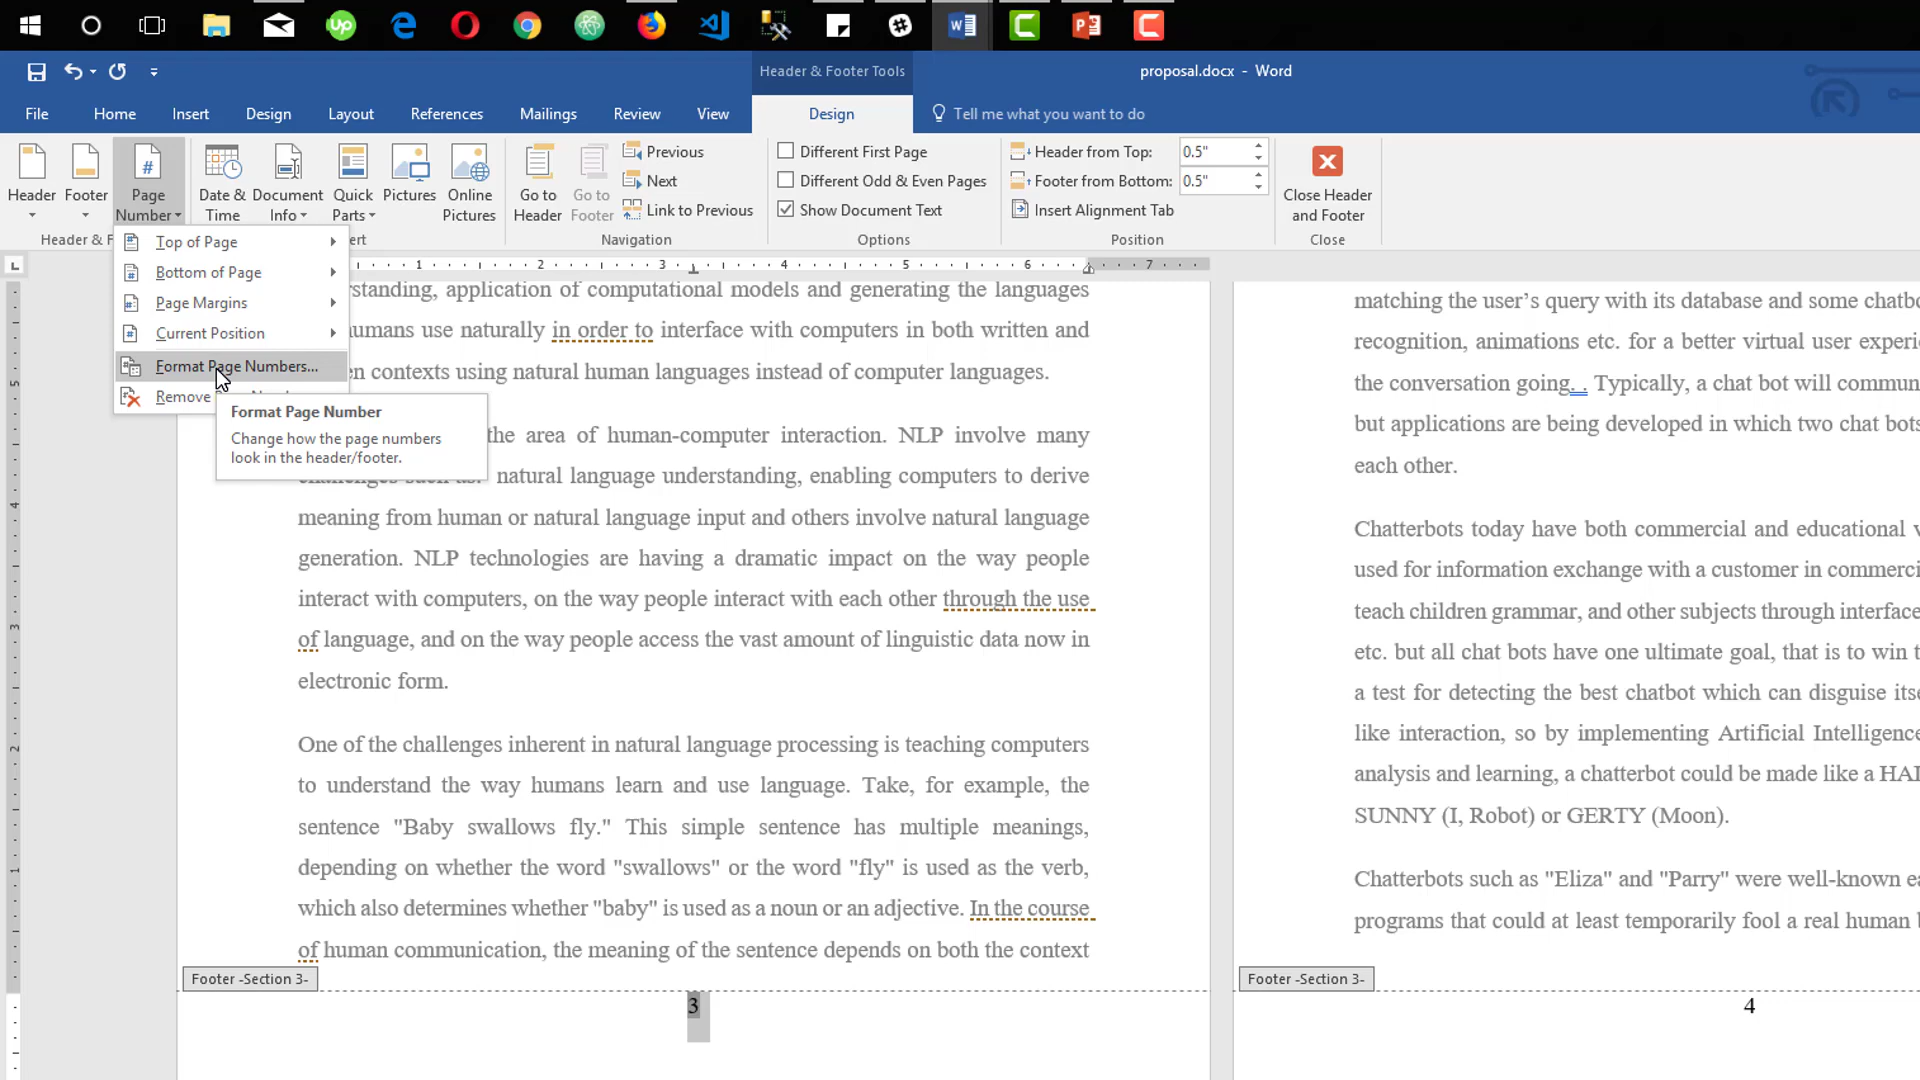 Header & Footer Tools
proposal.docx - Word
File Home Insert Design Layout References Mailings Review View Design Tell me what you want to do
Header
Footer
Page Number
Date & Time
Document Info
Quick Parts
Pictures
Online Pictures
Go to Header
Go to Footer
Previous
Next
Link to Previous
Different First Page
Different Odd & Even Pages
Show Document Text
Header from Top: 0.5"
Footer from Bottom: 0.5"
Insert Alignment Tab
Close Header and Footer
Header & F
ert
Navigation
Options
Position
Close
Top of Page
Bottom of Page
Page Margins
Current Position
Format Page Numbers...
Remove
Format Page Number
Change how the page numbers
look in the header/footer.
1 2 3 4 5 6 7
rstanding, application of computational models and generating the languages
humans use naturally in order to interface with computers in both written and
en contexts using natural human languages instead of computer languages.
the area of human-computer interaction. NLP involve many
challenges such as: natural language understanding, enabling computers to derive
meaning from human or natural language input and others involve natural language
generation. NLP technologies are having a dramatic impact on the way people
interact with computers, on the way people interact with each other through the use
of language, and on the way people access the vast amount of linguistic data now in
electronic form.
One of the challenges inherent in natural language processing is teaching computers
to understand the way humans learn and use language. Take, for example, the
sentence "Baby swallows fly." This simple sentence has multiple meanings,
depending on whether the word "swallows" or the word "fly" is used as the verb,
which also determines whether "baby" is used as a noun or an adjective. In the course
of human communication, the meaning of the sentence depends on both the context
Footer -Section 3-
3
matching the user's query with its database and some chatbo
recognition, animations etc. for a better virtual user experie
the conversation going. . Typically, a chat bot will commun
but applications are being developed in which two chat bots
each other.
Chatterbots today have both commercial and educational v
used for information exchange with a customer in commerci
teach children grammar, and other subjects through interface
etc. but all chat bots have one ultimate goal, that is to win t
a test for detecting the best chatbot which can disguise itse
like interaction, so by implementing Artificial Intelligence
analysis and learning, a chatterbot could be made like a HAL
SUNNY (I, Robot) or GERTY (Moon).
Chatterbots such as "Eliza" and "Parry" were well-known ea
programs that could at least temporarily fool a real human b
Footer -Section 3-
4